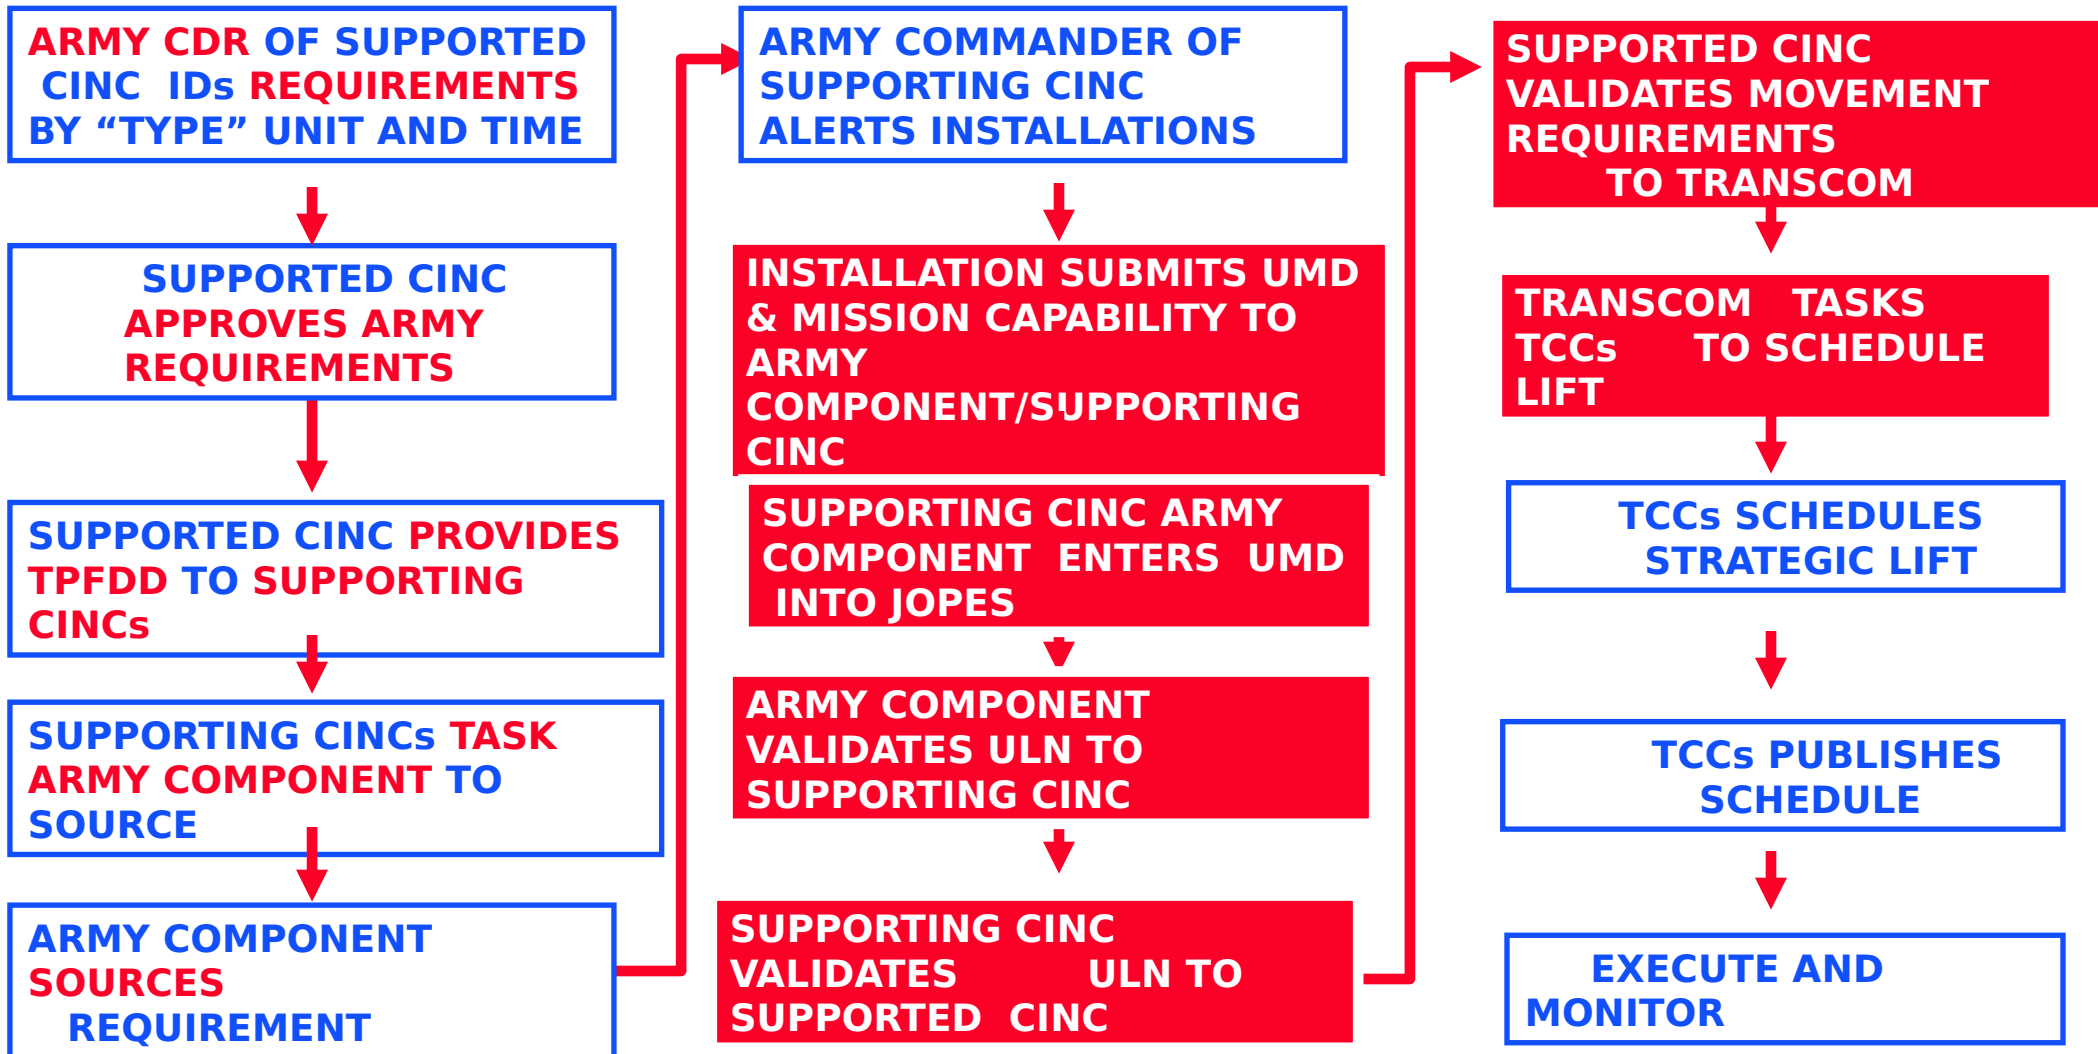 ARMY CDR OF SUPPORTED
CINC IDs REQUIREMENTS
BY “TYPE” UNIT AND TIME
SUPPORTED CINC
APPROVES ARMY
REQUIREMENTS
SUPPORTED CINC PROVIDES
TPFDD TO SUPPORTING
CINCs
SUPPORTING CINCs TASK
ARMY COMPONENT TO
SOURCE
ARMY COMPONENT
SOURCES
REQUIREMENT
ARMY COMMANDER OF
SUPPORTING CINC
ALERTS INSTALLATIONS
INSTALLATION SUBMITS UMD
& MISSION CAPABILITY TO
ARMY
COMPONENT/SUPPORTING
CINC
SUPPORTING CINC ARMY
COMPONENT ENTERS UMD
INTO JOPES
ARMY COMPONENT
VALIDATES ULN TO
SUPPORTING CINC
SUPPORTING CINC
VALIDATES ULN TO
SUPPORTED CINC
SUPPORTED CINC
VALIDATES MOVEMENT
REQUIREMENTS
TO TRANSCOM
TRANSCOM TASKS
TCCs TO SCHEDULE
LIFT
TCCs SCHEDULES
STRATEGIC LIFT
TCCs PUBLISHES
SCHEDULE
EXECUTE AND
MONITOR